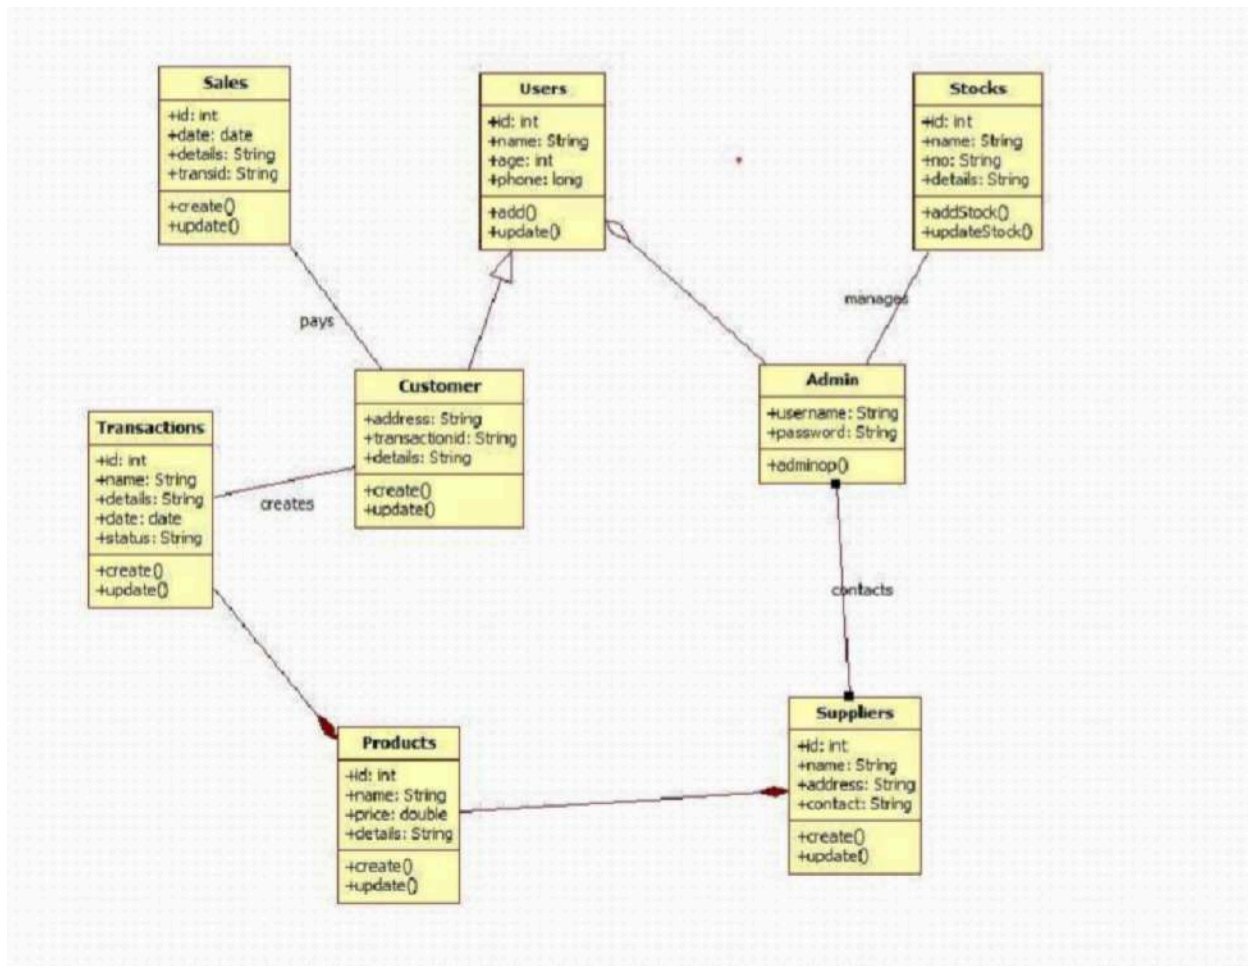 Sales
+id: int
+date: date
+details: String
+transid: String
+create()
+update()
Users
+id: int
+name: String
+age: int
+phone: long
+add()
+update()
Stocks
+id: int
+name: String
+no: String
+details: String
+addStock()
+updateStock()
pays
manages
Customer
+address: String
+transactionid: String
+details: String
+create()
+update()
Admin
+username: String
+password: String
+adminop()
Transactions
+id: int
+name: String
+details: String
+date: date
+status: String
+create()
+update()
creates
contacts
Products
+id: int
+name: String
+price: double
+details: String
+create()
+update()
Suppliers
+id: int
+name: String
+address: String
+contact: String
+create()
+update()